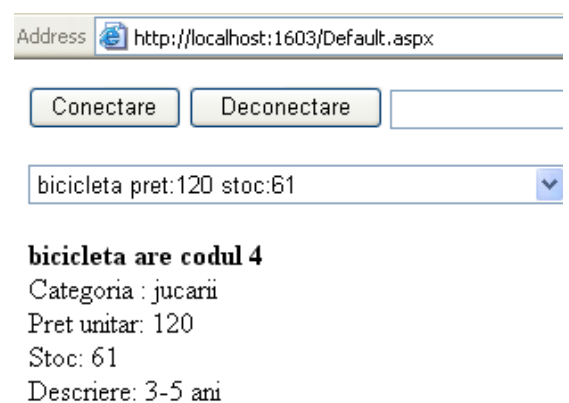 Address http://localhost:1603/Default.aspx
Conectare Deconectare
bicicleta pret:120 stoc:61
bicicleta are codul 4
Categoria : jucarii
Pret unitar: 120
Stoc: 61
Descriere: 3-5 ani